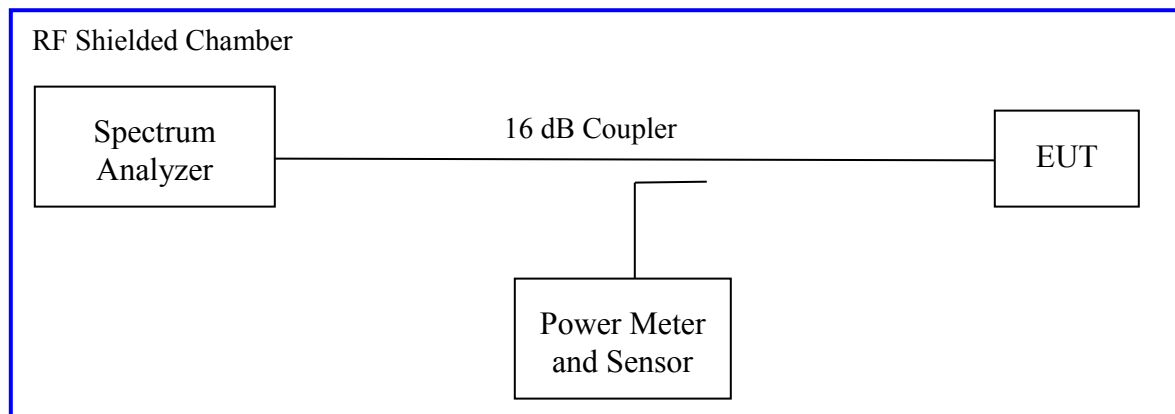 RF Shielded Chamber
Spectrum
Analyzer
16 dB Coupler
EUT
Power Meter
and Sensor